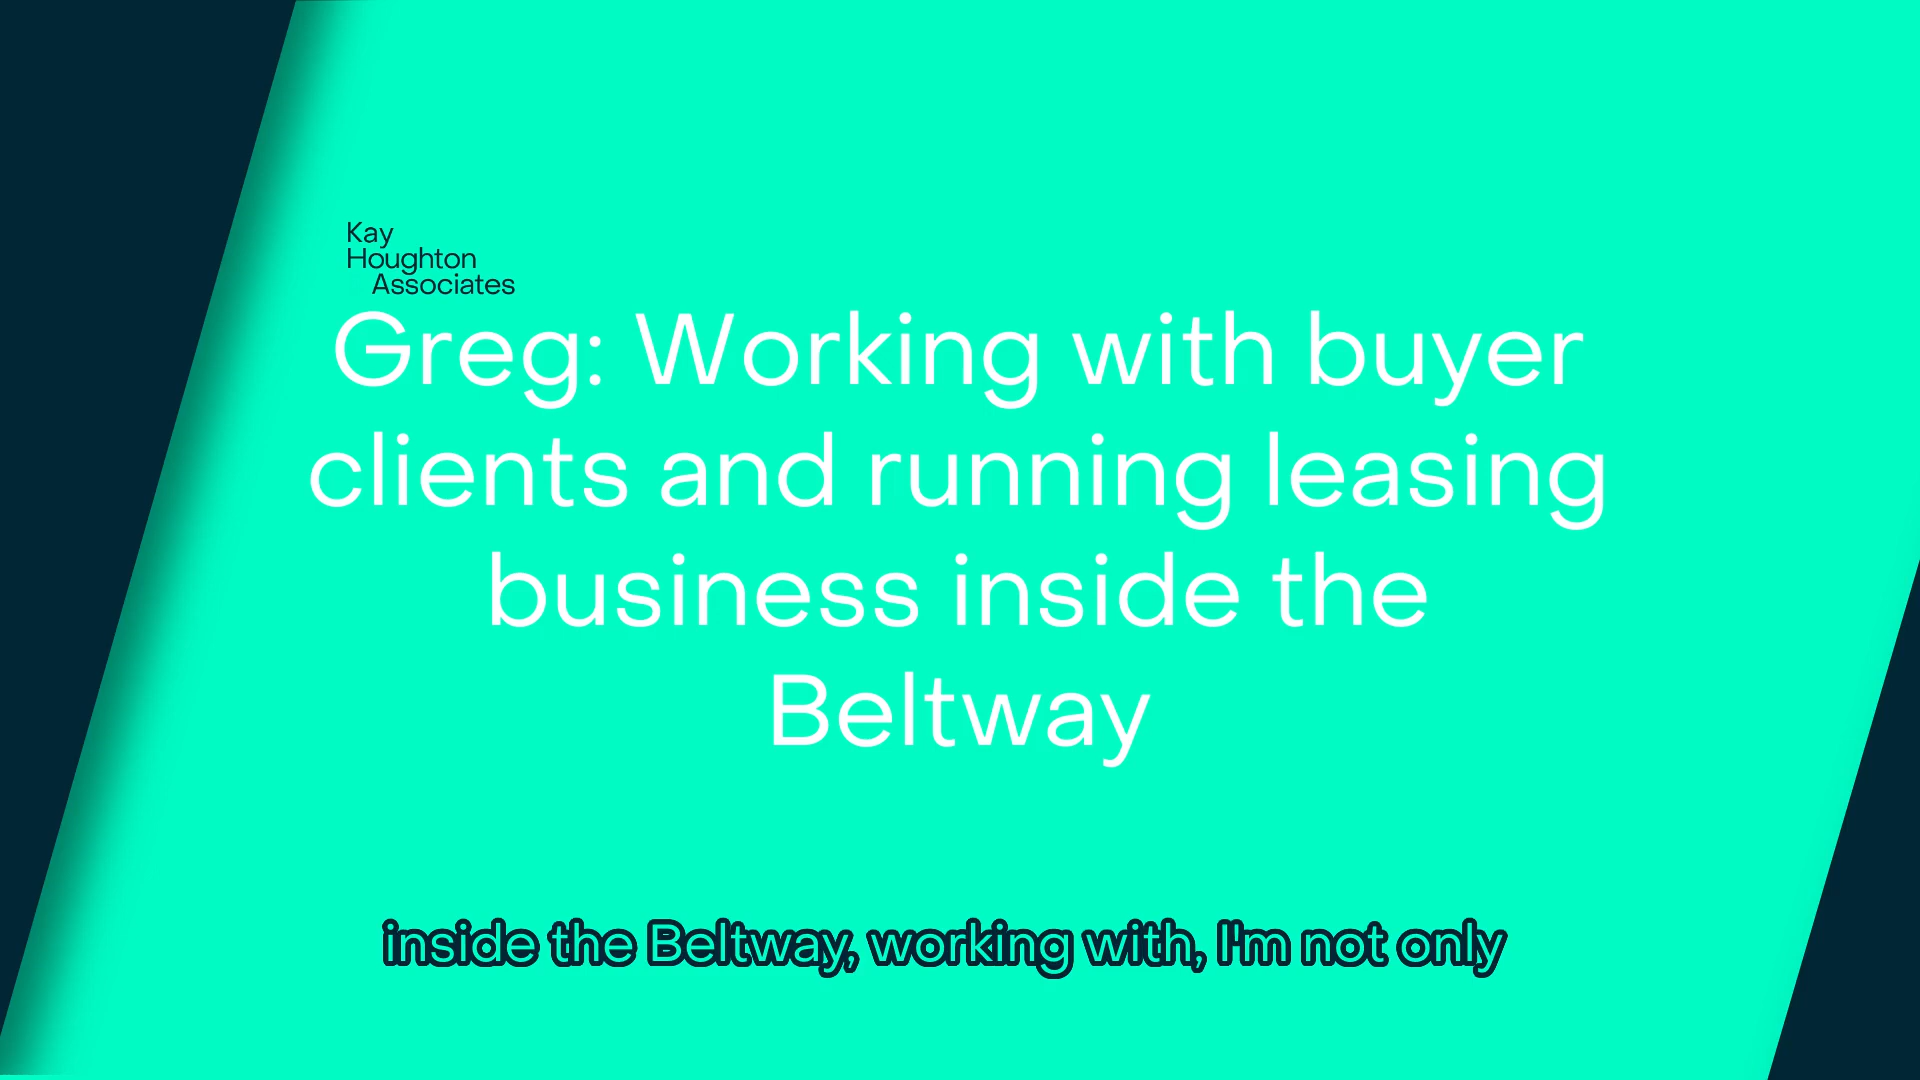 Kay
Houghton
Associates
Greg: Working with buyer
clients and running leasing
business inside the
Beltway
inside the Beltway, working with, I'm not only